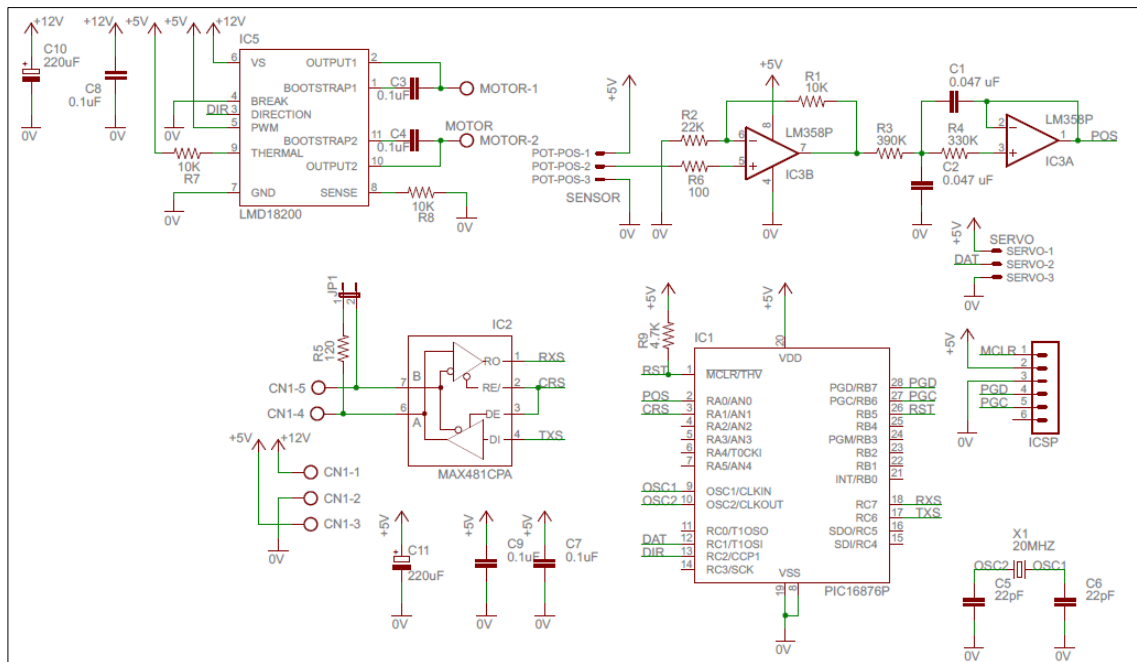 +12V
C10
220uF
0V
+12V
C8
0.1uF
0V
+5V
+5V
+12V
IC5
6 VS
OUTPUT1 2
BOOTSTRAP1 1
C3
0.1uF
MOTOR-1
4 BREAK
DIR 3 DIRECTION
5 PWM
MOTOR
BOOTSTRAP2 11
C4
0.1uF
MOTOR-2
9 THERMAL
OUTPUT2 10
10K
R7
0V
7 GND
SENSE 8
10K
R8
0V
0V
LMD18200
+5V
POT-POS-1
POT-POS-2
POT-POS-3
SENSOR
0V
R2
22K
0V
R6
100
+5V
8
6
5
7
4
LM358P
IC3B
0V
R1
10K
R3
390K
C1
0.047 uF
R4
330K
C2
0.047 uF
0V
2
3
1
LM358P
IC3A
POS
+5V
SERVO
SERVO-1
DAT
SERVO-2
SERVO-3
0V
JP1
1
2
R5
120
IC2
CN1-5
7 B
RO 1 RXS
RE/ 2 CRS
CN1-4
6 A
DE 3
DI 4 TXS
MAX481CPA
+5V
+12V
CN1-1
CN1-2
CN1-3
0V
+5V
C11
220uF
0V
+5V
C9
0.1uF
0V
+5V
C7
0.1uF
0V
+5V
R9
4.7K
+5V
IC1
20
VDD
RST 1 MCLR/THV
POS 2 RA0/AN0
CRS 3 RA1/AN1
4 RA2/AN2
5 RA3/AN3
6 RA4/T0CKI
7 RA5/AN4
OSC1 9 OSC1/CLKIN
OSC2 10 OSC2/CLKOUT
11 RC0/T1OSO
DAT 12 RC1/T1OSI
DIR 13 RC2/CCP1
14 RC3/SCK
PGD/RB7 28 PGD
PGC/RB6 27 PGC
RB5 26 RST
RB4 25
PGM/RB3 24
RB2 23
RB1 22
INT/RB0 21
RC7 18 RXS
RC6 17 TXS
SDO/RC5 16
SDI/RC4 15
VSS
19
8
PIC16876P
0V
+5V
MCLR 1
2
3
PGD 4
PGC 5
6
ICSP
0V
X1
20MHZ
OSC2
OSC1
C5
22pF
0V
C6
22pF
0V